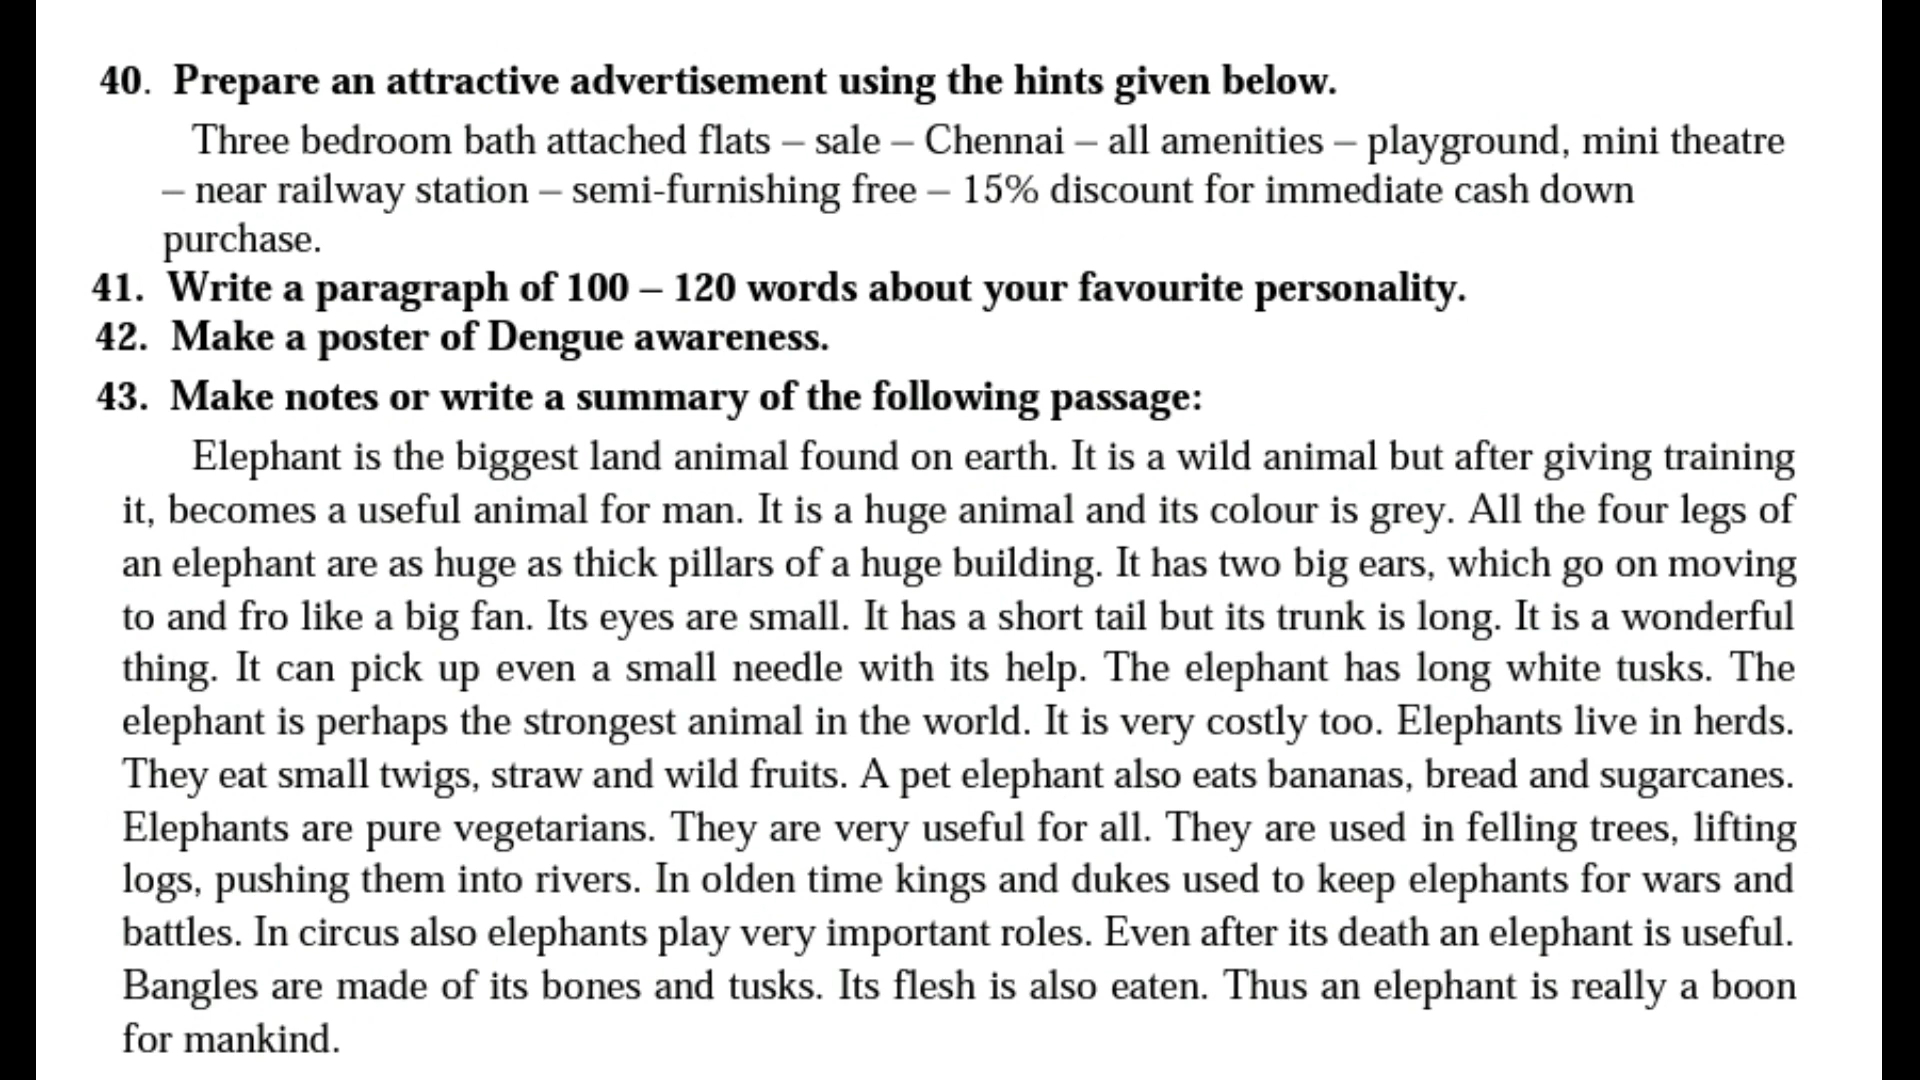 40. Prepare an attractive advertisement using the hints given below.
Three bedroom bath attached flats – sale – Chennai – all amenities – playground, mini theatre
– near railway station – semi-furnishing free – 15% discount for immediate cash down
purchase.
41. Write a paragraph of 100 – 120 words about your favourite personality.
42. Make a poster of Dengue awareness.
43. Make notes or write a summary of the following passage:
Elephant is the biggest land animal found on earth. It is a wild animal but after giving training
it, becomes a useful animal for man. It is a huge animal and its colour is grey. All the four legs of
an elephant are as huge as thick pillars of a huge building. It has two big ears, which go on moving
to and fro like a big fan. Its eyes are small. It has a short tail but its trunk is long. It is a wonderful
thing. It can pick up even a small needle with its help. The elephant has long white tusks. The
elephant is perhaps the strongest animal in the world. It is very costly too. Elephants live in herds.
They eat small twigs, straw and wild fruits. A pet elephant also eats bananas, bread and sugarcanes.
Elephants are pure vegetarians. They are very useful for all. They are used in felling trees, lifting
logs, pushing them into rivers. In olden time kings and dukes used to keep elephants for wars and
battles. In circus also elephants play very important roles. Even after its death an elephant is useful.
Bangles are made of its bones and tusks. Its flesh is also eaten. Thus an elephant is really a boon
for mankind.